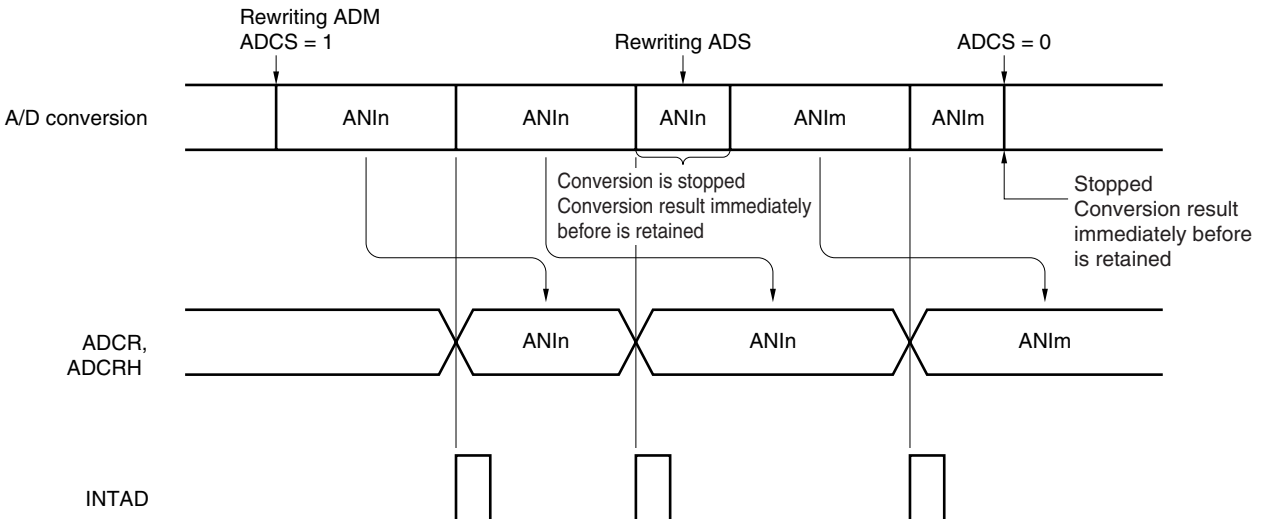 Rewriting ADM
ADCS = 1
Rewriting ADS
ADCS = 0
A/D conversion
ANIn
ANIn
ANIn
ANIm
ANIm
Conversion is stopped
Conversion result immediately
before is retained
Stopped
Conversion result
immediately before
is retained
ADCR,
ADCRH
ANIn
ANIn
ANIm
INTAD